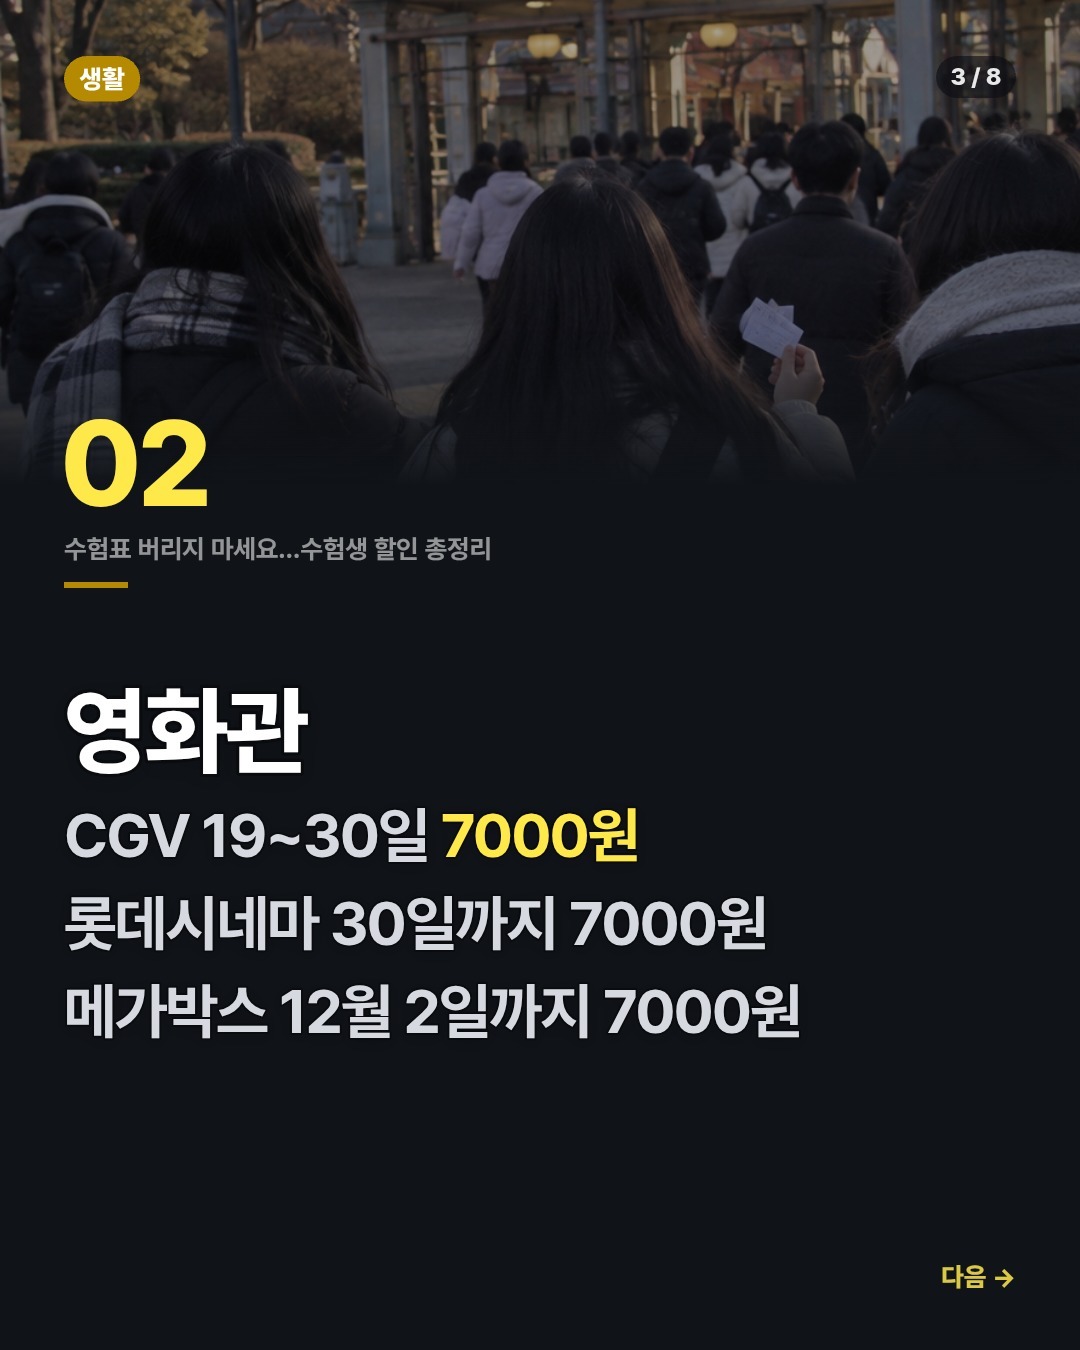 생활
3 / 8
02
수험표 버리지 마세요...수험생 할인 총정리
영화관
CGV 19~30일 7000원
롯데시네마 30일까지 7000원
메가박스 12월 2일까지 7000원
다음 →